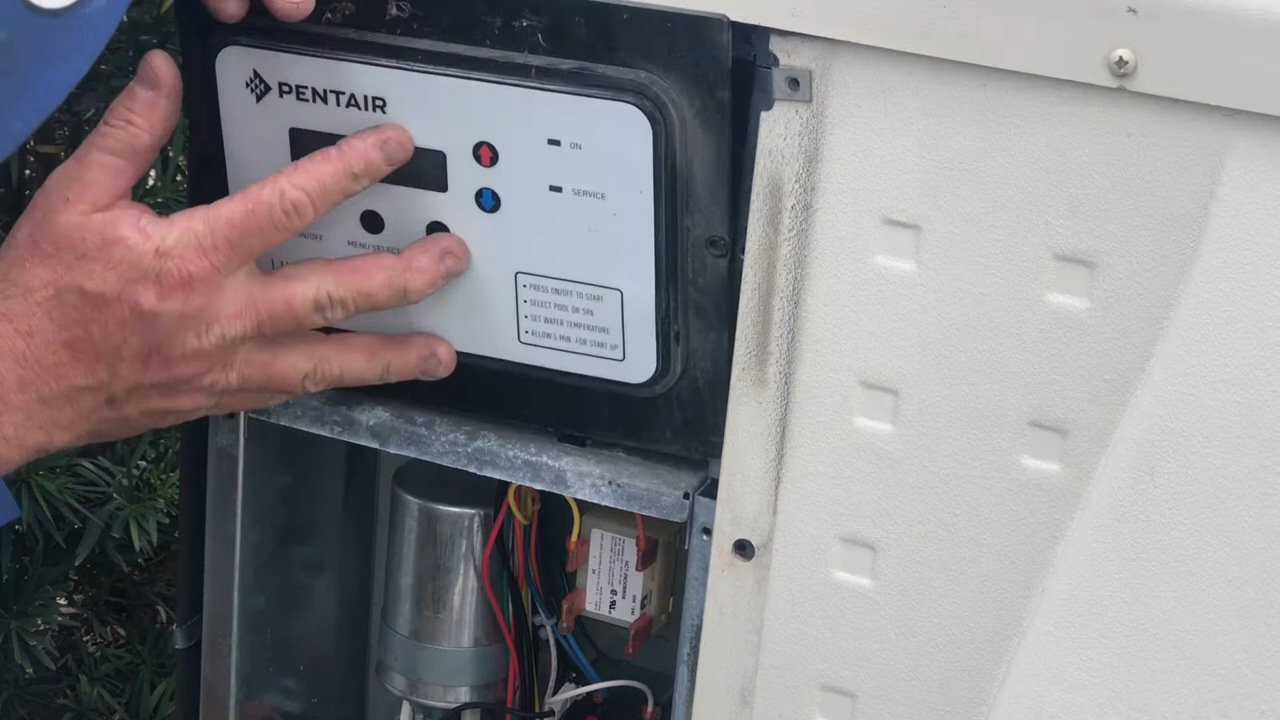 PENTAIR
ON
SERVICE
MENU SELECT
• PRESS ON/OFF TO START
• SELECT POOL OR SPA
• SET WATER TEMPERATURE
• ALLOW 5 MIN. FOR START UP